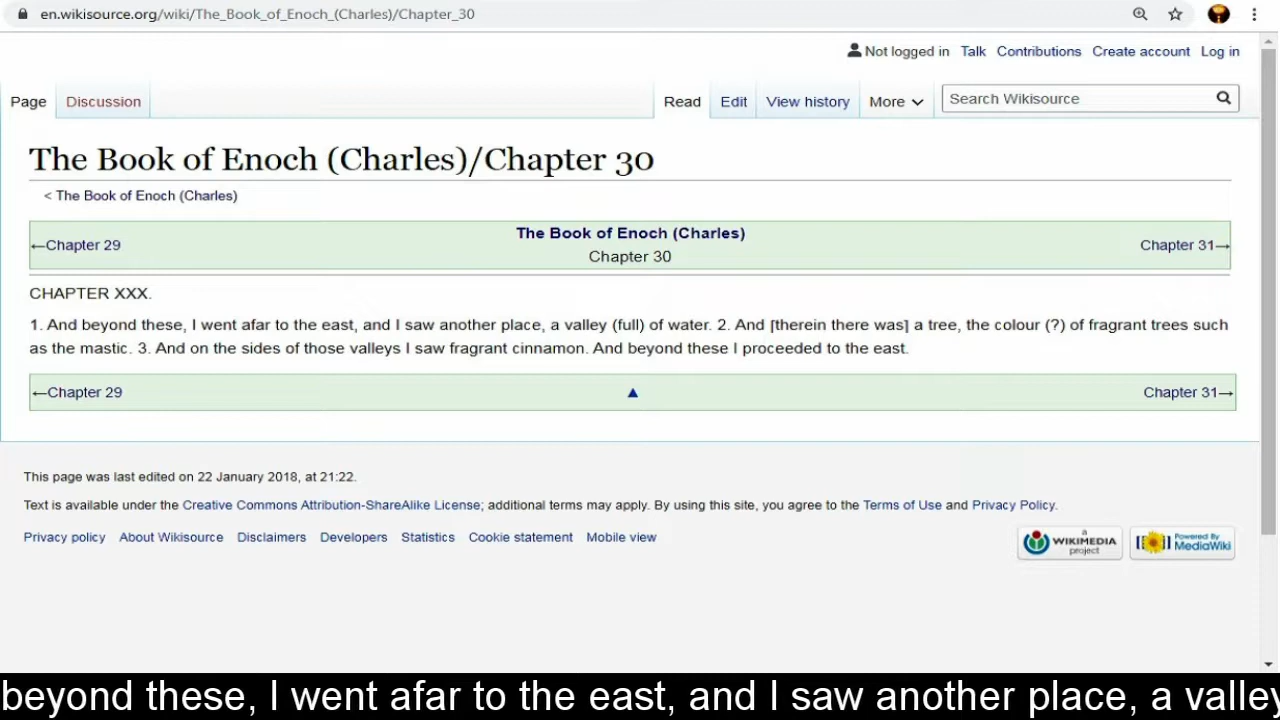 en.wikisource.org/wiki/The_Book_of_Enoch_(Charles)/Chapter_30
Not logged in Talk Contributions Create account Log in
Page Discussion Read Edit View history More Search Wikisource
The Book of Enoch (Charles)/Chapter 30
< The Book of Enoch (Charles)
←Chapter 29 The Book of Enoch (Charles) Chapter 31→
Chapter 30
CHAPTER XXX.
1. And beyond these, I went afar to the east, and I saw another place, a valley (full) of water. 2. And ⌈therein there was⌉ a tree, the colour (?) of fragrant trees such
as the mastic. 3. And on the sides of those valleys I saw fragrant cinnamon. And beyond these I proceeded to the east.
←Chapter 29 ▲ Chapter 31→
This page was last edited on 22 January 2018, at 21:22.
Text is available under the Creative Commons Attribution-ShareAlike License; additional terms may apply. By using this site, you agree to the Terms of Use and Privacy Policy.
Privacy policy About Wikisource Disclaimers Developers Statistics Cookie statement Mobile view
a WIKIMEDIA project Powered By MediaWiki
beyond these, I went afar to the east, and I saw another place, a valley